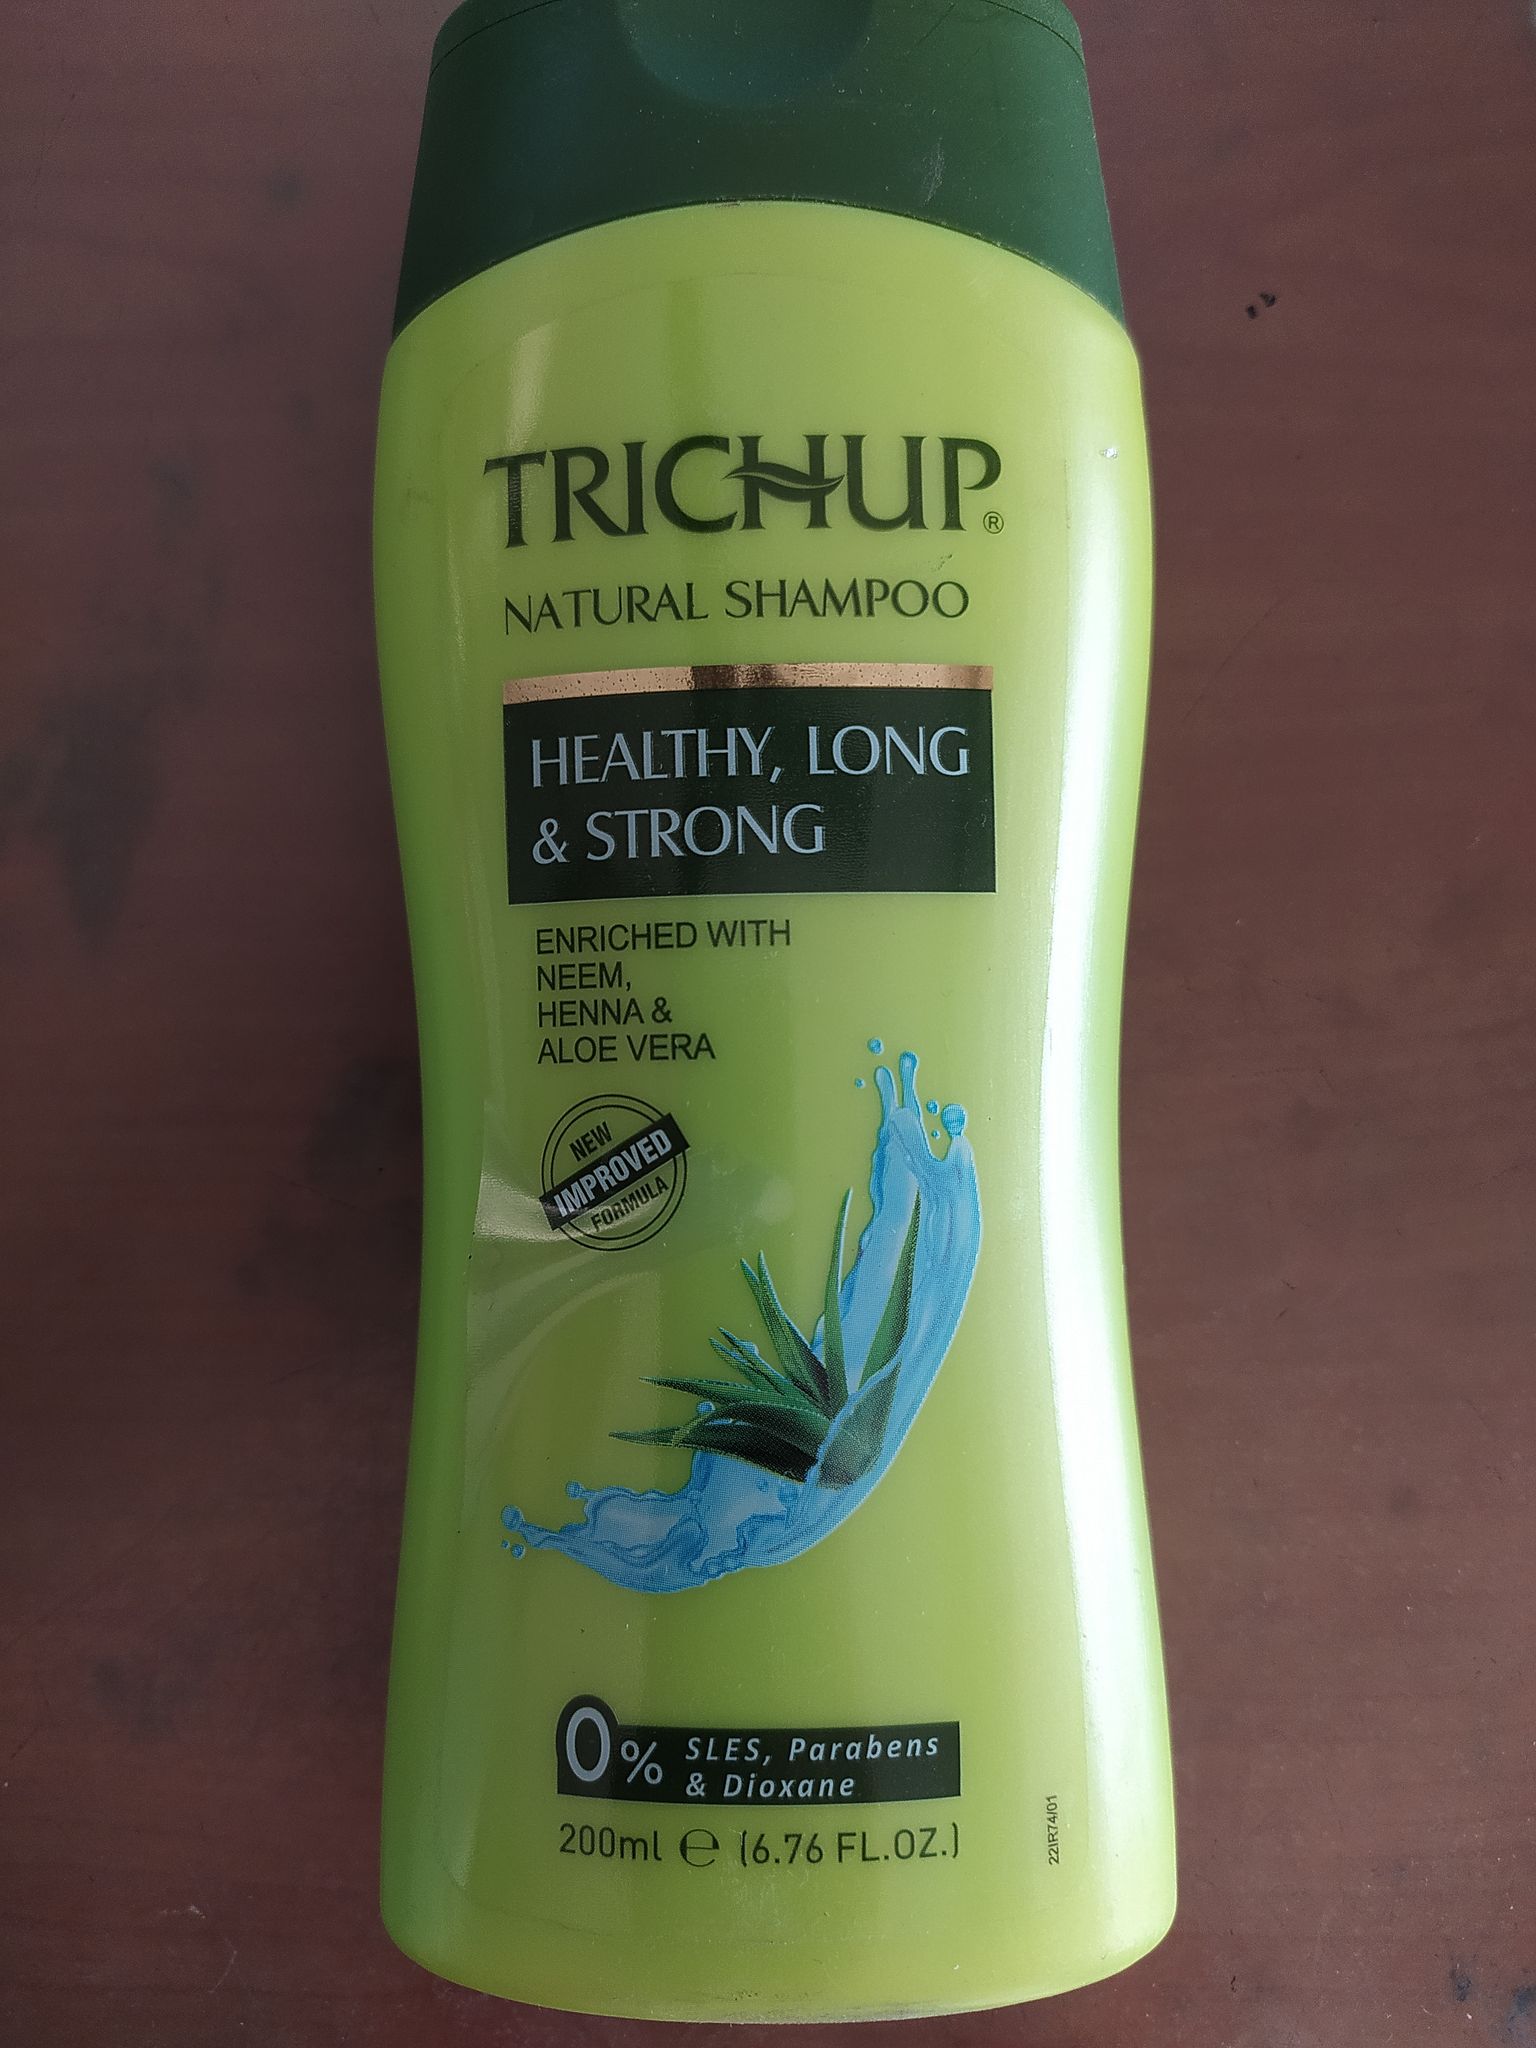 TRICHUP®
NATURAL SHAMPOO
HEALTHY, LONG
& STRONG
ENRICHED WITH
NEEM,
HENNA &
ALOE VERA
NEW
IMPROVED
FORMULA
0% SLES, Parabens
& Dioxane
200ml ℮ (6.76 FL.OZ.)
22IR74/01